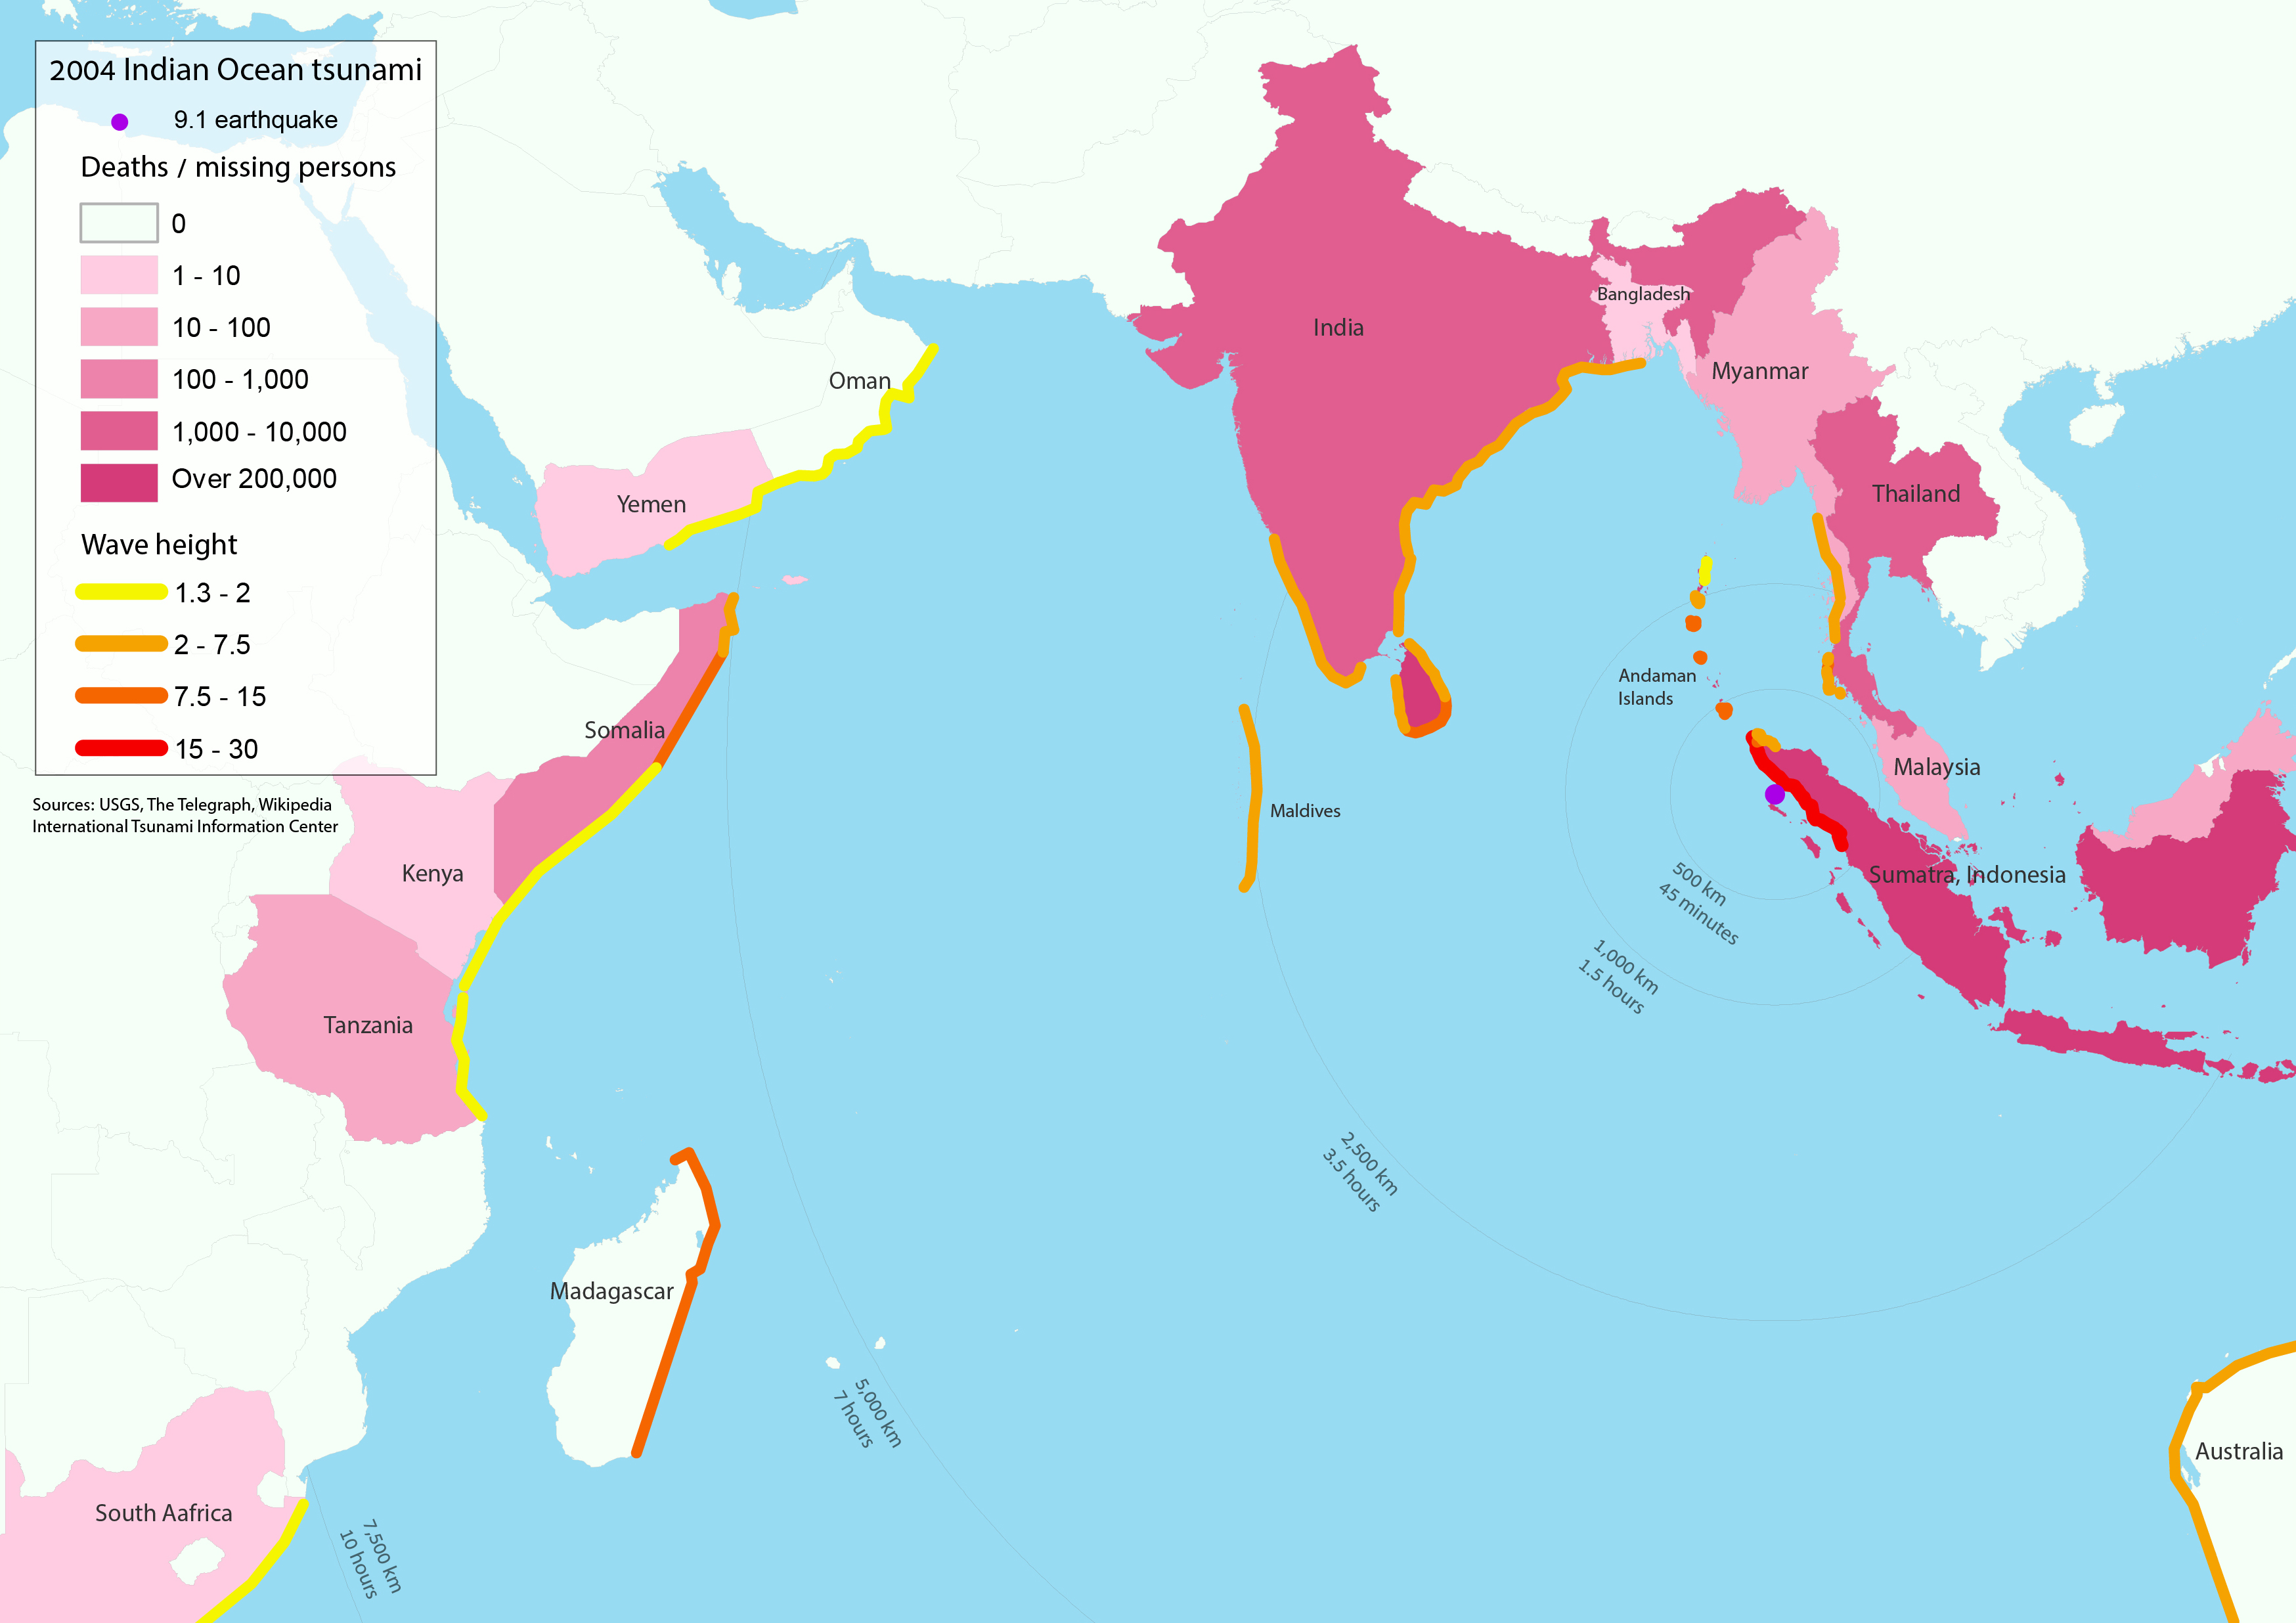 2004 Indian Ocean tsunami
9.1 earthquake
Deaths / missing persons
0
1 - 10
10 - 100
100 - 1,000
1,000 - 10,000
Over 200,000
Wave height
1.3 - 2
2 - 7.5
7.5 - 15
15 - 30
Sources: USGS, The Telegraph, Wikipedia
International Tsunami Information Center
India
Bangladesh
Myanmar
Oman
Thailand
Yemen
Andaman
Islands
Somalia
Malaysia
Maldives
Kenya
Sumatra, Indonesia
500 km
45 minutes
1,000 km
1.5 hours
Tanzania
2,500 km
3.5 hours
Madagascar
5,000 km
7 hours
Australia
South Aafrica
7,500 km
10 hours